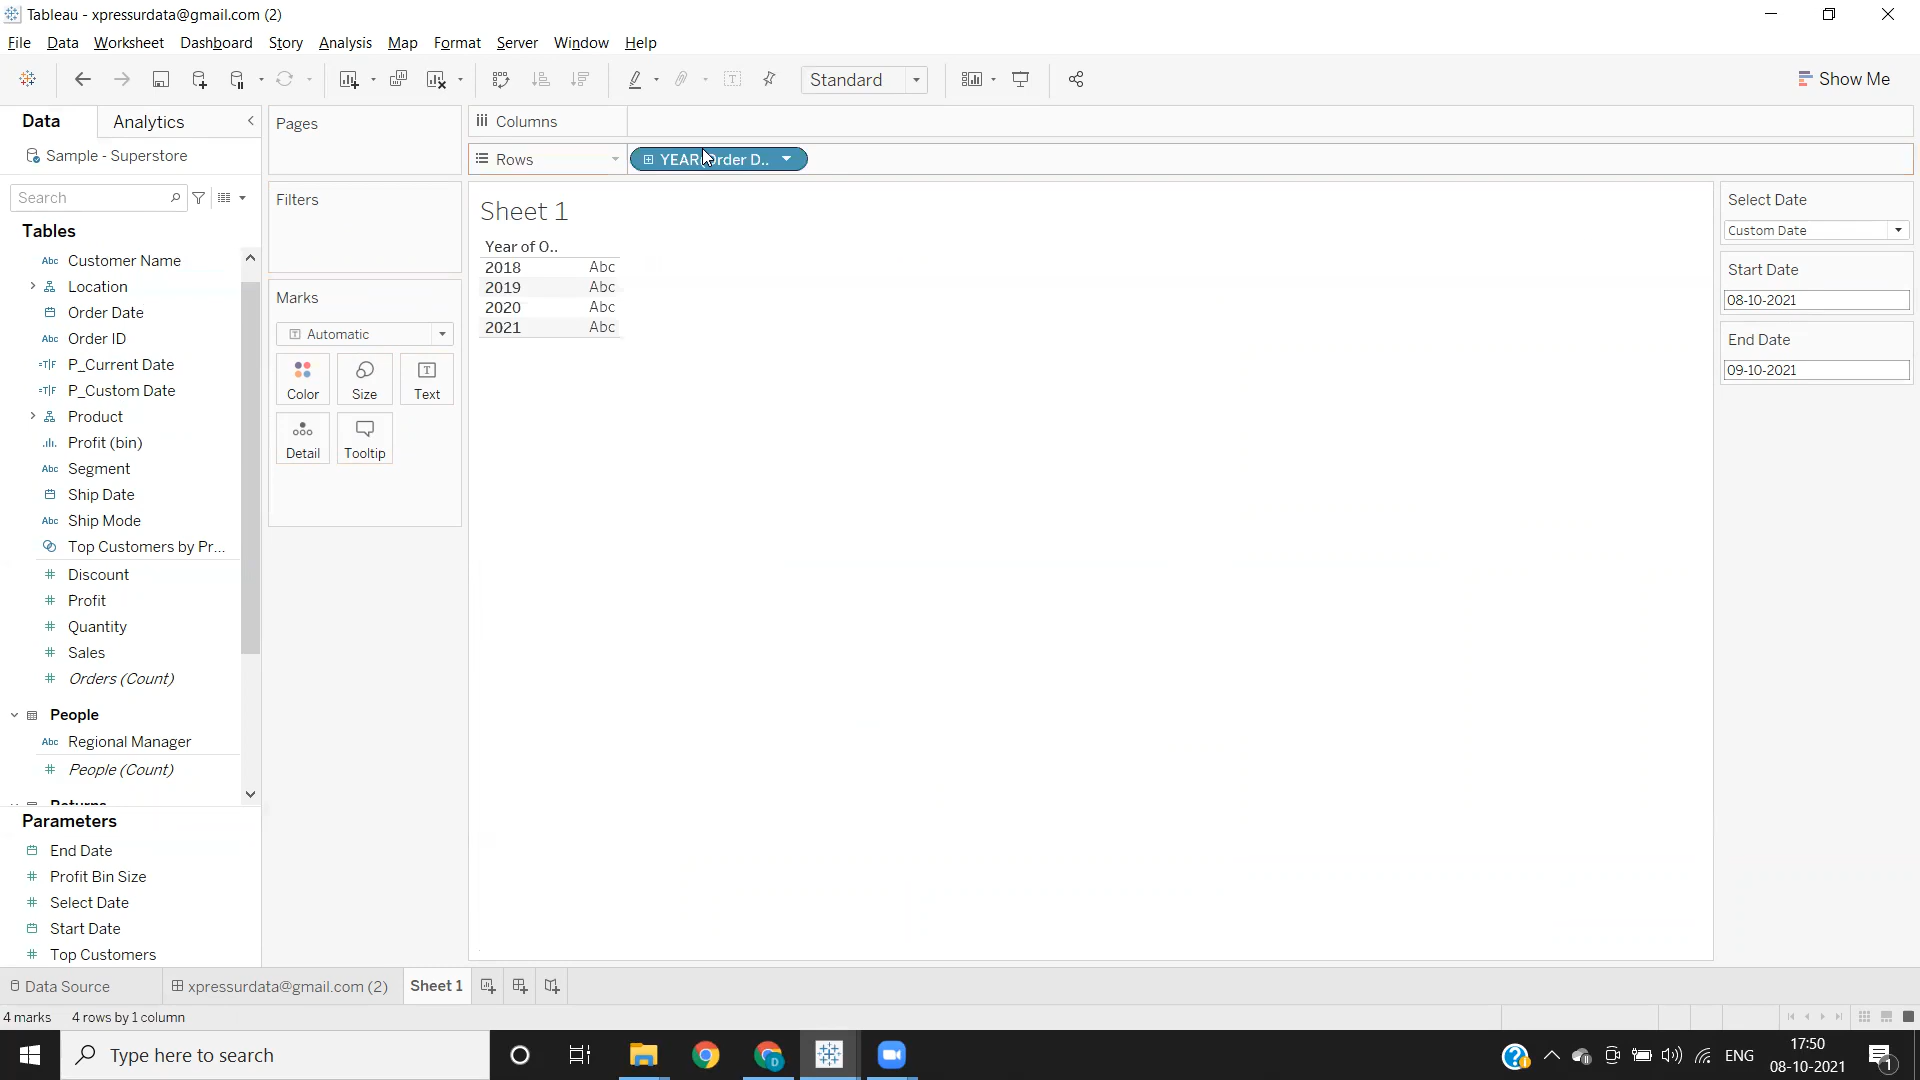 Tableau - xpressurdata@gmail.com (2)
File Data Worksheet Dashboard Story Analysis Map Format Server Window Help
Standard
Show Me
Data Analytics
Sample - Superstore
Search
Tables
Abc Customer Name
Location
Order Date
Abc Order ID
=T|F P_Current Date
=T|F P_Custom Date
Product
Profit (bin)
Abc Segment
Ship Date
Abc Ship Mode
Top Customers by Pr...
# Discount
# Profit
# Quantity
# Sales
# Orders (Count)
People
Abc Regional Manager
# People (Count)
Returns
Parameters
End Date
# Profit Bin Size
# Select Date
Start Date
# Top Customers
Pages
Filters
Marks
Automatic
Color Size Text
Detail Tooltip
Columns
Rows YEAR(Order D..
Sheet 1
Year of O..
2018 Abc
2019 Abc
2020 Abc
2021 Abc
Select Date
Custom Date
Start Date
08-10-2021
End Date
09-10-2021
Data Source xpressurdata@gmail.com (2) Sheet 1
4 marks 4 rows by 1 column
Type here to search
ENG
17:50
08-10-2021
1